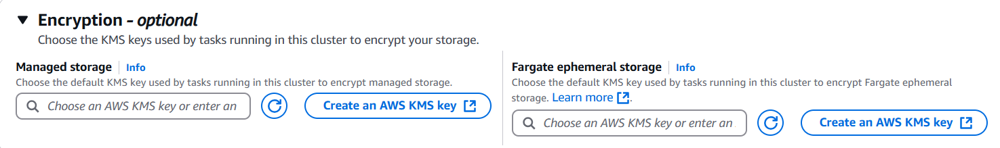 Encryption - optional
Choose the KMS keys used by tasks running in this cluster to encrypt your storage.
Managed storage Info
Choose the default KMS key used by tasks running in this cluster to encrypt managed storage.
Choose an AWS KMS key or enter an
Create an AWS KMS key
Fargate ephemeral storage Info
Choose the default KMS key used by tasks running in this cluster to encrypt Fargate ephemeral
storage. Learn more .
Choose an AWS KMS key or enter an
Create an AWS KMS key